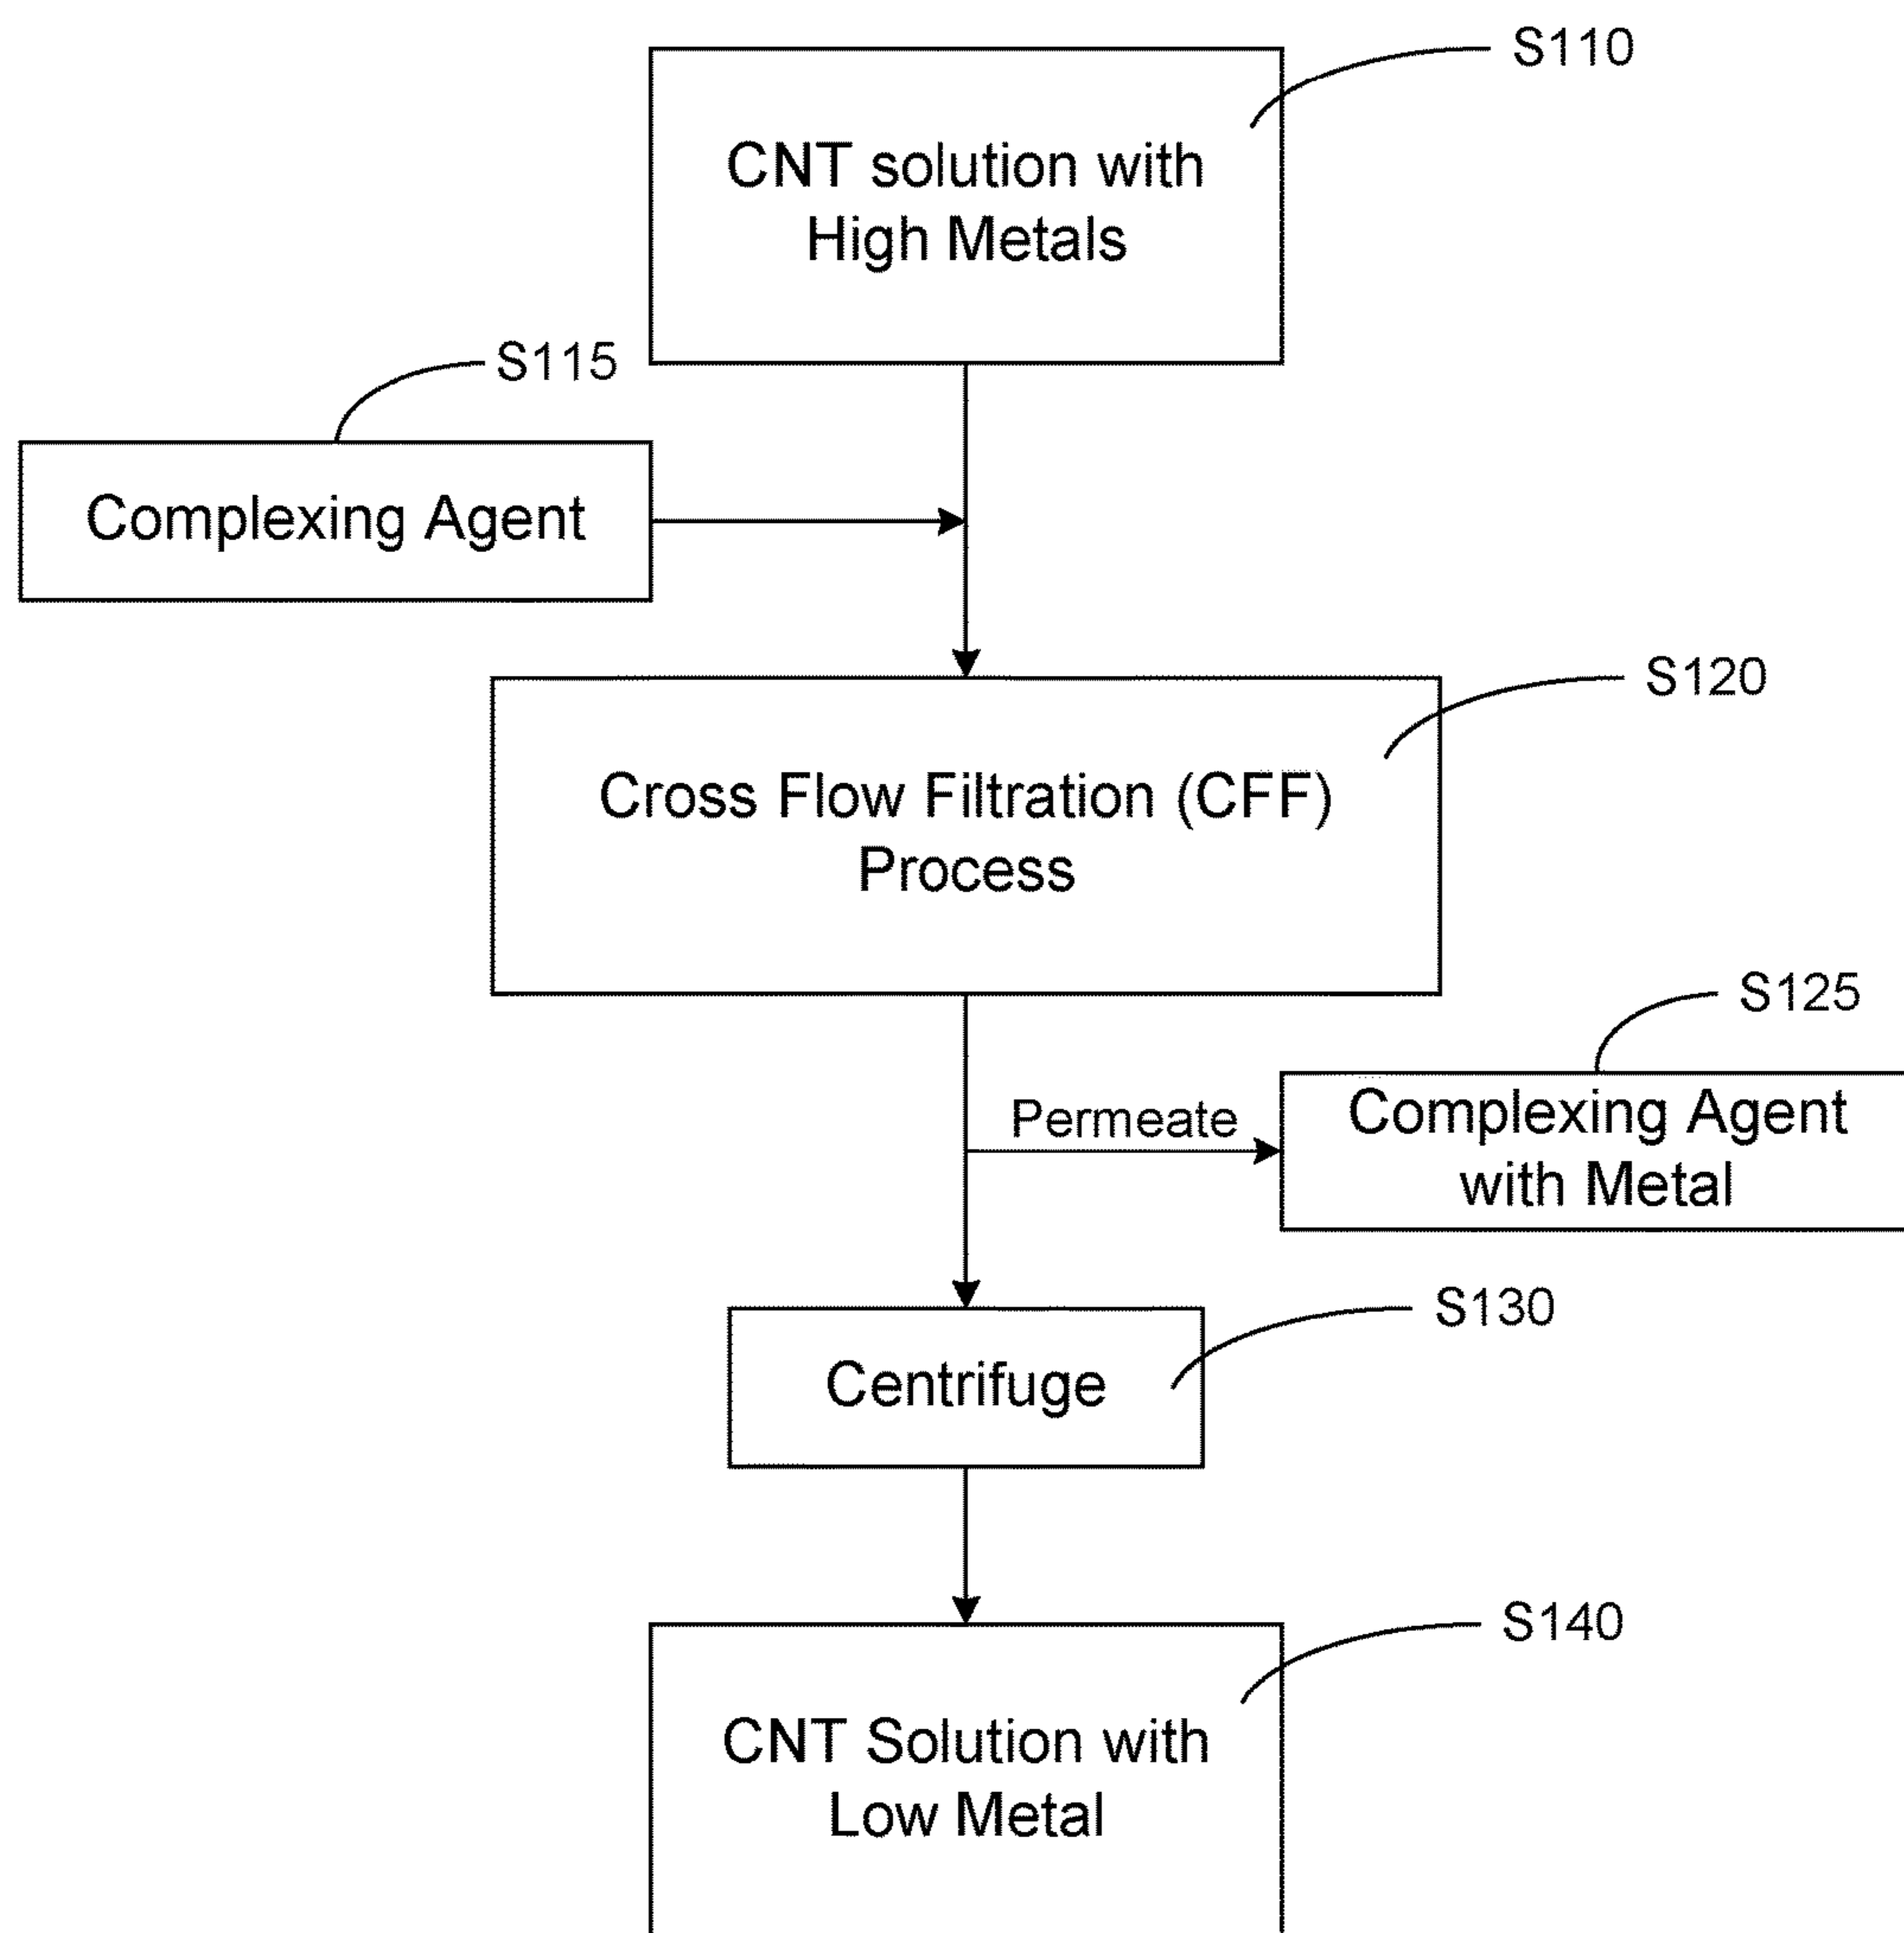 S110
CNT solution with
High Metals
S115
Complexing Agent
S120
Cross Flow Filtration (CFF)
Process
S125
Permeate
Complexing Agent
with Metal
S130
Centrifuge
S140
CNT Solution with
Low Metal